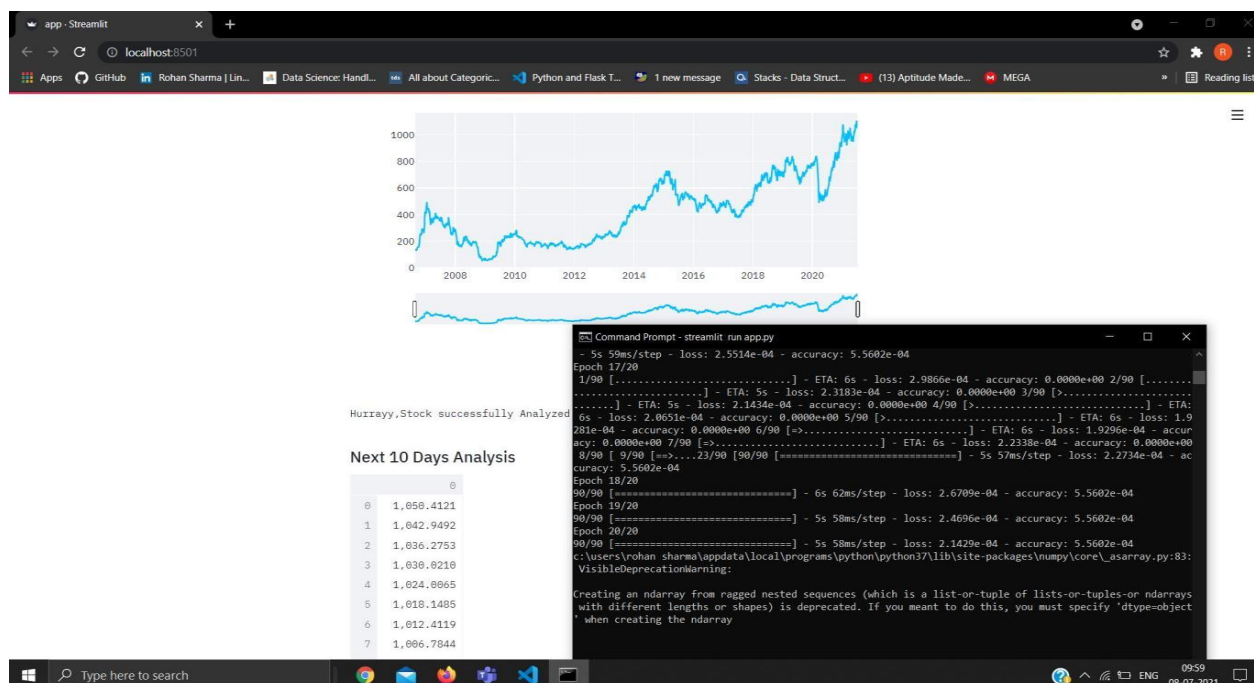 app · Streamlit
localhost:8501
Apps GitHub Rohan Sharma | Lin... Data Science: Handl... All about Categoric... Python and Flask T... 1 new message Stacks - Data Struct... (13) Aptitude Made... MEGA » Reading list
1000
800
600
400
200
0
2008 2010 2012 2014 2016 2018 2020
Hurrayy,Stock successfully Analyzed
Next 10 Days Analysis
0
0 1,050.4121
1 1,042.9492
2 1,036.2753
3 1,030.0210
4 1,024.0065
5 1,018.1485
6 1,012.4119
7 1,006.7844
Command Prompt - streamlit run app.py
- 5s 59ms/step - loss: 2.5514e-04 - accuracy: 5.5602e-04
Epoch 17/20
1/90 [..............................] - ETA: 6s - loss: 2.9866e-04 - accuracy: 0.0000e+00 2/90 [........
......................] - ETA: 5s - loss: 2.3183e-04 - accuracy: 0.0000e+00 3/90 [>......................
.......] - ETA: 5s - loss: 2.1434e-04 - accuracy: 0.0000e+00 4/90 [>.............................] - ETA:
6s - loss: 2.0651e-04 - accuracy: 0.0000e+00 5/90 [>.............................] - ETA: 6s - loss: 1.9
281e-04 - accuracy: 0.0000e+00 6/90 [=>............................] - ETA: 6s - loss: 1.9296e-04 - accur
acy: 0.0000e+00 7/90 [=>............................] - ETA: 6s - loss: 2.2338e-04 - accuracy: 0.0000e+00
8/90 [ 9/90 [==>....23/90 [90/90 [==============================] - 5s 57ms/step - loss: 2.2734e-04 - ac
curacy: 5.5602e-04
Epoch 18/20
90/90 [==============================] - 6s 62ms/step - loss: 2.6709e-04 - accuracy: 5.5602e-04
Epoch 19/20
90/90 [==============================] - 5s 58ms/step - loss: 2.4696e-04 - accuracy: 5.5602e-04
Epoch 20/20
90/90 [==============================] - 5s 58ms/step - loss: 2.1429e-04 - accuracy: 5.5602e-04
c:\users\rohan sharma\appdata\local\programs\python\python37\lib\site-packages\numpy\core\_asarray.py:83:
VisibleDeprecationWarning:
Creating an ndarray from ragged nested sequences (which is a list-or-tuple of lists-or-tuples-or ndarrays
with different lengths or shapes) is deprecated. If you meant to do this, you must specify 'dtype=object
' when creating the ndarray
Type here to search
ENG
09:59
08-07-2021